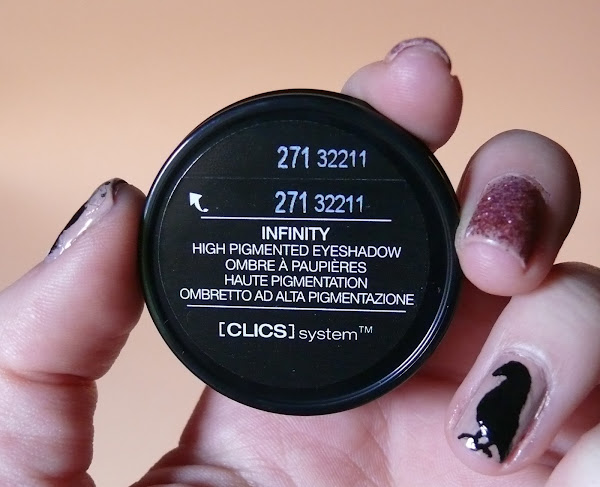 271 32211
271 32211
INFINITY
HIGH PIGMENTED EYESHADOW
OMBRE À PAUPIÈRES
HAUTE PIGMENTATION
OMBRETTO AD ALTA PIGMENTAZIONE
[CLICS] system™